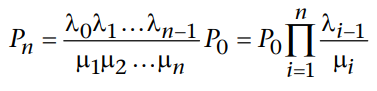 Pₙ = λ₀λ₁…λₙ₋₁ / μ₁μ₂…μₙ P₀ = P₀ ∏ᵢ₌₁ⁿ λᵢ₋₁ / μᵢ